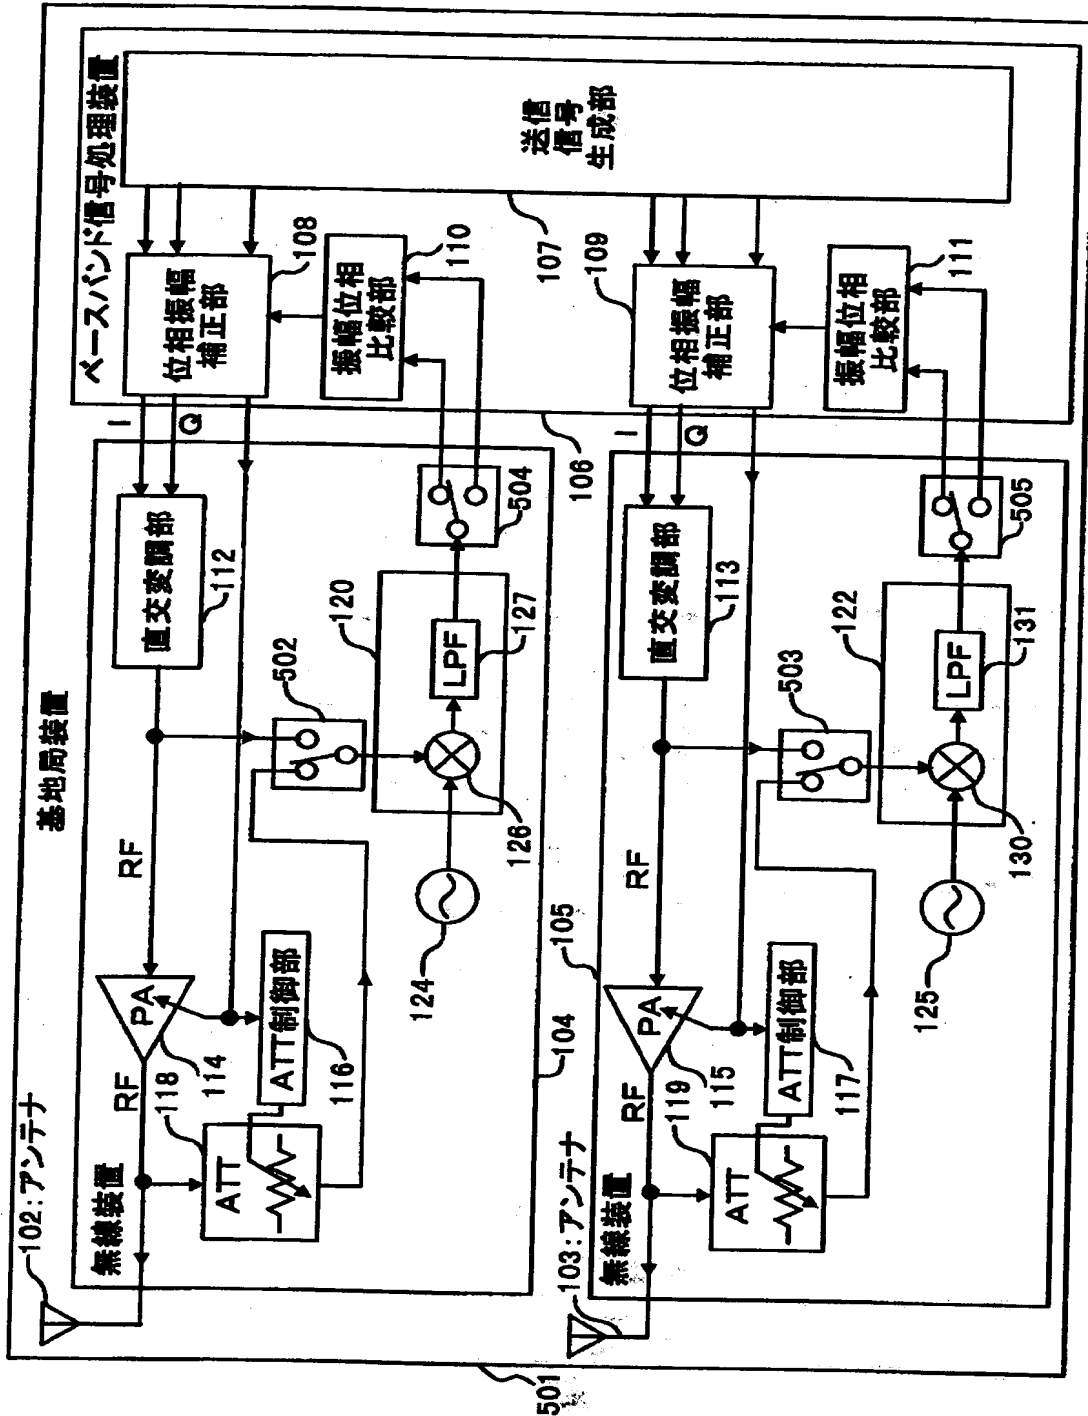 基地局装置
501
102:アンテナ
無線装置
104
RF
PA
114
118
ATT
ATT制御部
116
RF
直交変調部
112
I
Q
502
120
124
126
LPF
127
504
103:アンテナ
無線装置
105
RF
PA
115
119
ATT
ATT制御部
117
RF
直交変調部
113
I
Q
503
122
125
130
LPF
131
505
ベースバンド信号処理装置
106
位相振幅
補正部
108
振幅位相
比較部
110
送信
信号
生成部
107
位相振幅
補正部
109
振幅位相
比較部
111